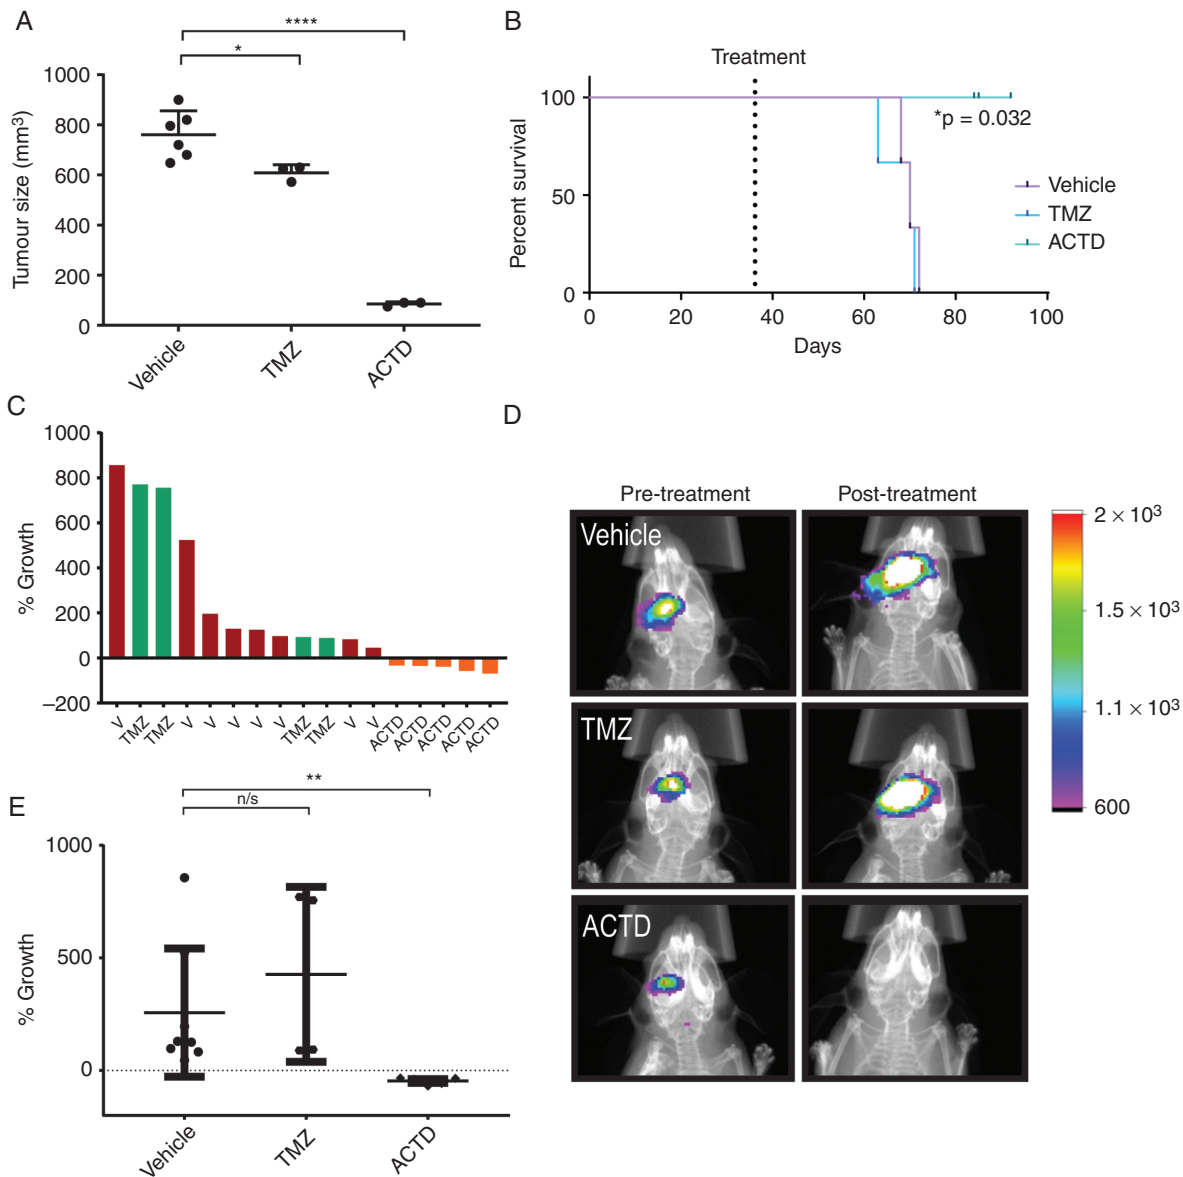 A
****
*
Tumour size (mm³)
1000
800
600
400
200
0
Vehicle
TMZ
ACTD
B
Treatment
Percent survival
100
50
0
*p = 0.032
Vehicle
TMZ
ACTD
0 20 40 60 80 100
Days
C
% Growth
1000
800
600
400
200
0
–200
V TMZ TMZ V V V V V TMZ TMZ V V ACTD ACTD ACTD ACTD ACTD
D
Pre-treatment Post-treatment
Vehicle
TMZ
ACTD
2 × 10³
1.5 × 10³
1.1 × 10³
600
E
**
n/s
% Growth
1000
500
0
Vehicle
TMZ
ACTD